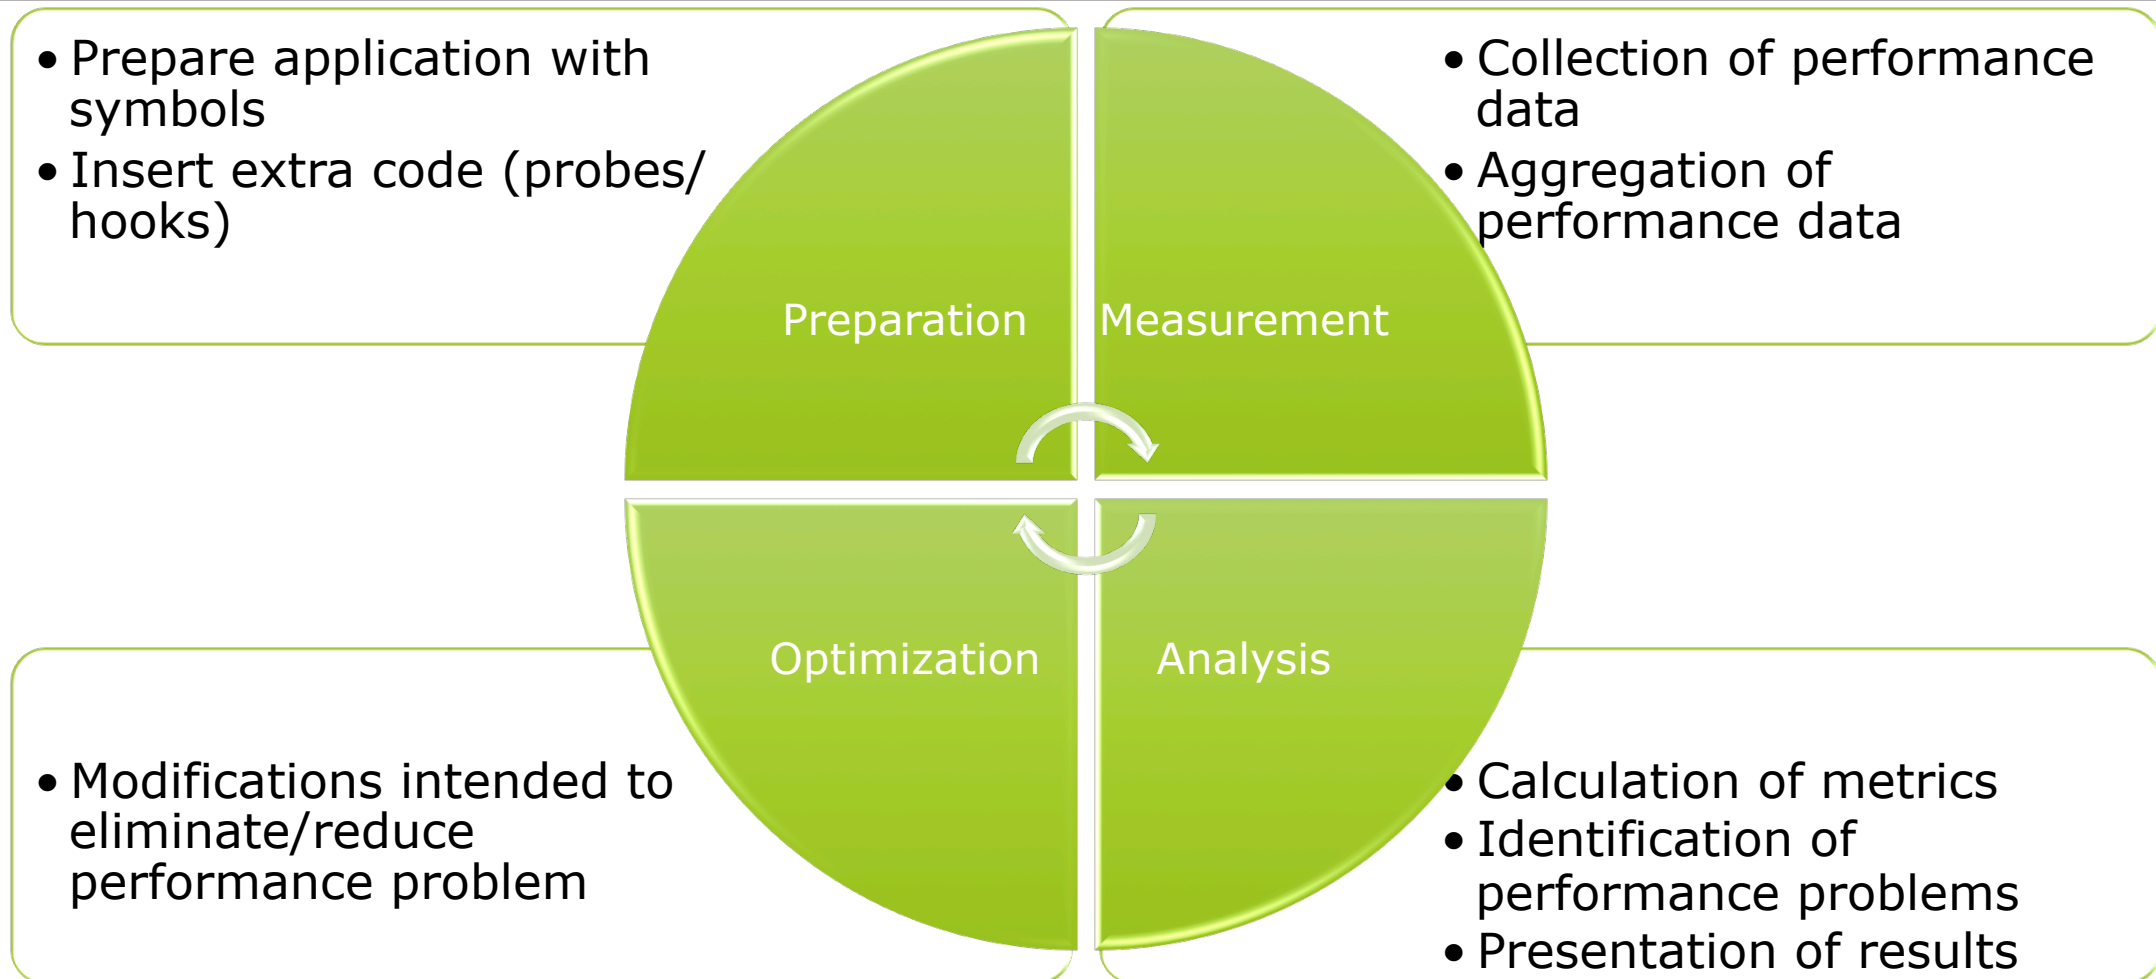 • Prepare application with
symbols
• Insert extra code (probes/
hooks)
• Collection of performance
data
• Aggregation of
performance data
Preparation
Measurement
Optimization
Analysis
• Modifications intended to
eliminate/reduce
performance problem
• Calculation of metrics
• Identification of
performance problems
• Presentation of results